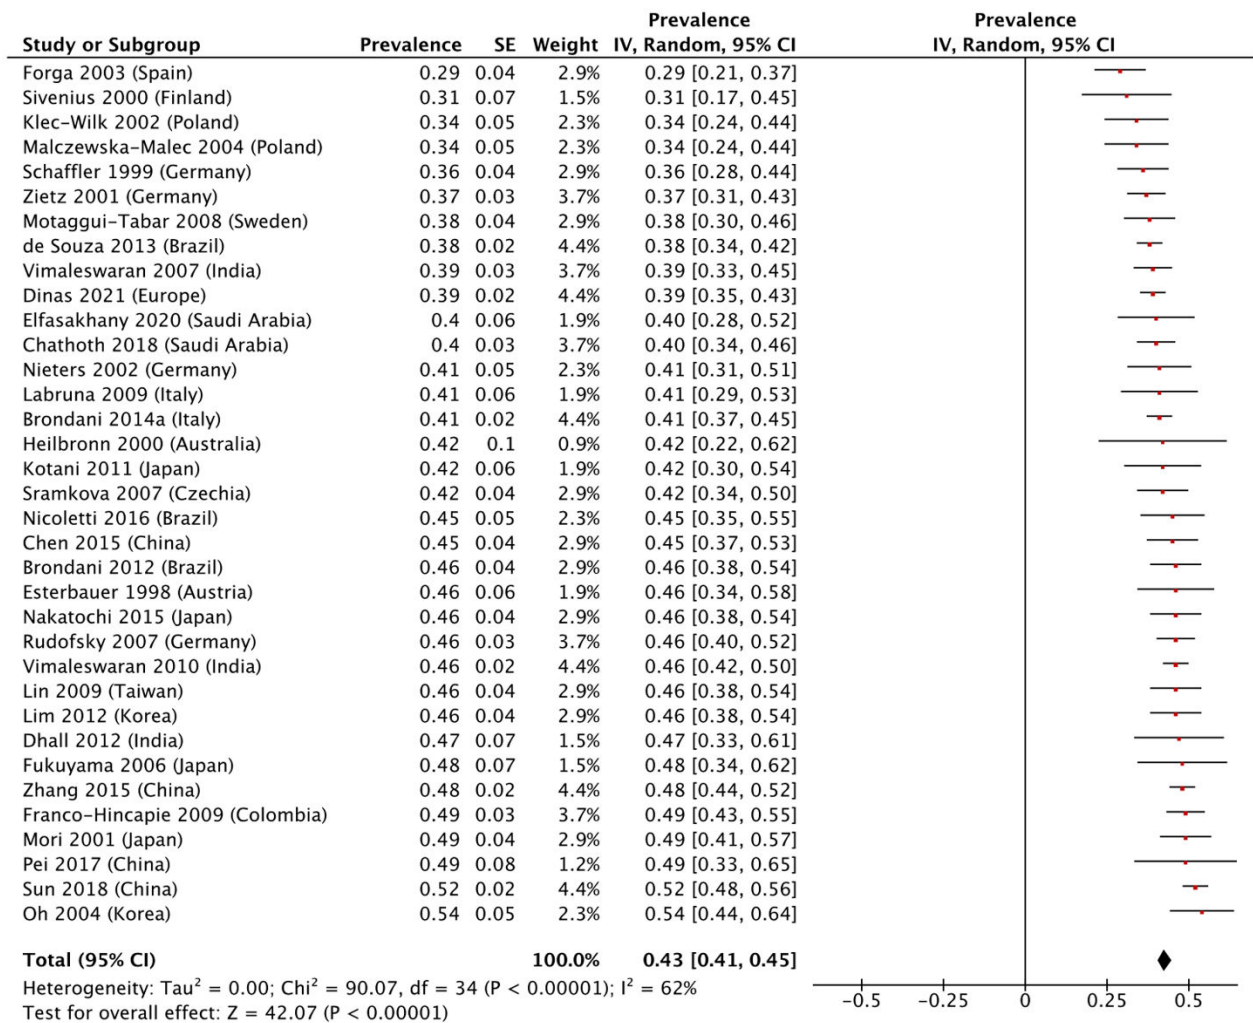 Prevalence Prevalence
Study or Subgroup Prevalence SE Weight IV, Random, 95% CI IV, Random, 95% CI
Forga 2003 (Spain) 0.29 0.04 2.9% 0.29 [0.21, 0.37]
Sivenius 2000 (Finland) 0.31 0.07 1.5% 0.31 [0.17, 0.45]
Klec-Wilk 2002 (Poland) 0.34 0.05 2.3% 0.34 [0.24, 0.44]
Malczewska-Malec 2004 (Poland) 0.34 0.05 2.3% 0.34 [0.24, 0.44]
Schaffler 1999 (Germany) 0.36 0.04 2.9% 0.36 [0.28, 0.44]
Zietz 2001 (Germany) 0.37 0.03 3.7% 0.37 [0.31, 0.43]
Motaggui-Tabar 2008 (Sweden) 0.38 0.04 2.9% 0.38 [0.30, 0.46]
de Souza 2013 (Brazil) 0.38 0.02 4.4% 0.38 [0.34, 0.42]
Vimaleswaran 2007 (India) 0.39 0.03 3.7% 0.39 [0.33, 0.45]
Dinas 2021 (Europe) 0.39 0.02 4.4% 0.39 [0.35, 0.43]
Elfasakhany 2020 (Saudi Arabia) 0.4 0.06 1.9% 0.40 [0.28, 0.52]
Chathoth 2018 (Saudi Arabia) 0.4 0.03 3.7% 0.40 [0.34, 0.46]
Nieters 2002 (Germany) 0.41 0.05 2.3% 0.41 [0.31, 0.51]
Labruna 2009 (Italy) 0.41 0.06 1.9% 0.41 [0.29, 0.53]
Brondani 2014a (Italy) 0.41 0.02 4.4% 0.41 [0.37, 0.45]
Heilbronn 2000 (Australia) 0.42 0.1 0.9% 0.42 [0.22, 0.62]
Kotani 2011 (Japan) 0.42 0.06 1.9% 0.42 [0.30, 0.54]
Sramkova 2007 (Czechia) 0.42 0.04 2.9% 0.42 [0.34, 0.50]
Nicoletti 2016 (Brazil) 0.45 0.05 2.3% 0.45 [0.35, 0.55]
Chen 2015 (China) 0.45 0.04 2.9% 0.45 [0.37, 0.53]
Brondani 2012 (Brazil) 0.46 0.04 2.9% 0.46 [0.38, 0.54]
Esterbauer 1998 (Austria) 0.46 0.06 1.9% 0.46 [0.34, 0.58]
Nakatochi 2015 (Japan) 0.46 0.04 2.9% 0.46 [0.38, 0.54]
Rudofsky 2007 (Germany) 0.46 0.03 3.7% 0.46 [0.40, 0.52]
Vimaleswaran 2010 (India) 0.46 0.02 4.4% 0.46 [0.42, 0.50]
Lin 2009 (Taiwan) 0.46 0.04 2.9% 0.46 [0.38, 0.54]
Lim 2012 (Korea) 0.46 0.04 2.9% 0.46 [0.38, 0.54]
Dhall 2012 (India) 0.47 0.07 1.5% 0.47 [0.33, 0.61]
Fukuyama 2006 (Japan) 0.48 0.07 1.5% 0.48 [0.34, 0.62]
Zhang 2015 (China) 0.48 0.02 4.4% 0.48 [0.44, 0.52]
Franco-Hincapie 2009 (Colombia) 0.49 0.03 3.7% 0.49 [0.43, 0.55]
Mori 2001 (Japan) 0.49 0.04 2.9% 0.49 [0.41, 0.57]
Pei 2017 (China) 0.49 0.08 1.2% 0.49 [0.33, 0.65]
Sun 2018 (China) 0.52 0.02 4.4% 0.52 [0.48, 0.56]
Oh 2004 (Korea) 0.54 0.05 2.3% 0.54 [0.44, 0.64]
Total (95% CI) 100.0% 0.43 [0.41, 0.45]
Heterogeneity: Tau² = 0.00; Chi² = 90.07, df = 34 (P < 0.00001); I² = 62%
Test for overall effect: Z = 42.07 (P < 0.00001)
-0.5 -0.25 0 0.25 0.5